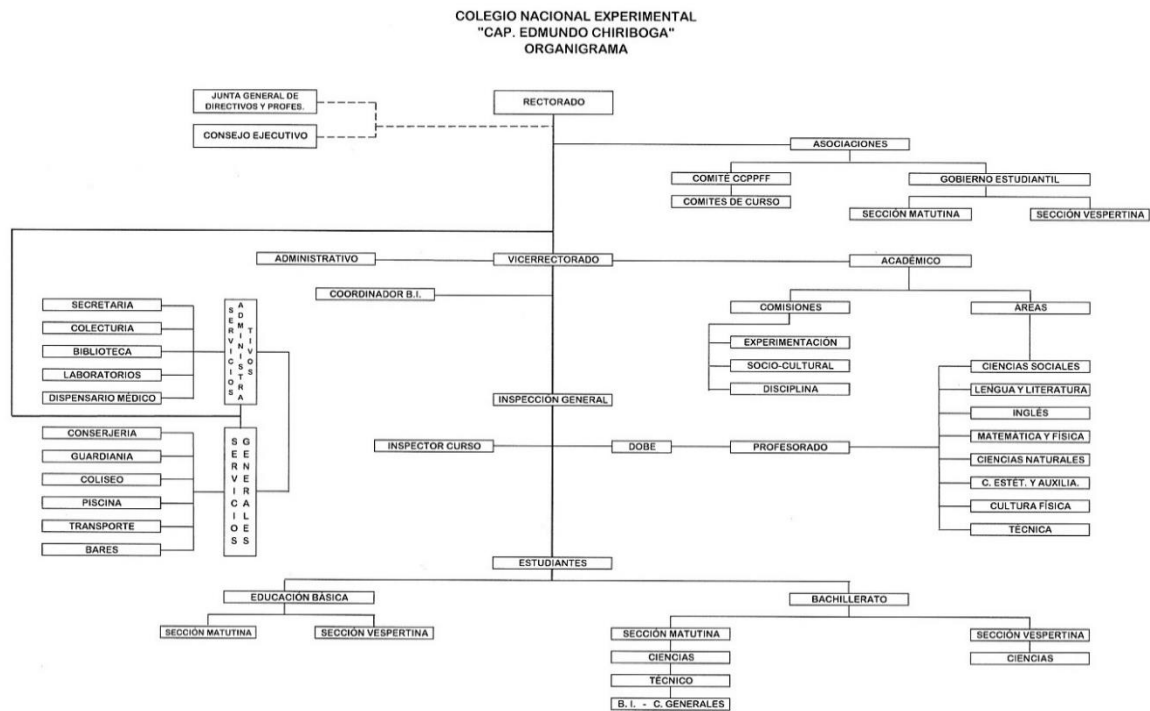 COLEGIO NACIONAL EXPERIMENTAL
"CAP. EDMUNDO CHIRIBOGA"
ORGANIGRAMA
JUNTA GENERAL DE
DIRECTIVOS Y PROFES.
CONSEJO EJECUTIVO
RECTORADO
ASOCIACIONES
COMITÉ CCPPFF
COMITES DE CURSO
GOBIERNO ESTUDIANTIL
SECCIÓN MATUTINA
SECCIÓN VESPERTINA
ADMINISTRATIVO
VICERRECTORADO
ACADÉMICO
COORDINADOR B.I.
SECRETARIA
COLECTURIA
BIBLIOTECA
LABORATORIOS
DISPENSARIO MÉDICO
SERVICIOS
ADMINISTRA
TIVOS
COMISIONES
EXPERIMENTACIÓN
SOCIO-CULTURAL
DISCIPLINA
AREAS
CIENCIAS SOCIALES
LENGUA Y LITERATURA
INGLÉS
MATEMÁTICA Y FÍSICA
CIENCIAS NATURALES
C. ESTÉT. Y AUXILIA.
CULTURA FÍSICA
TÉCNICA
INSPECCIÓN GENERAL
INSPECTOR CURSO
DOBE
PROFESORADO
CONSERJERIA
GUARDIANIA
COLISEO
PISCINA
TRANSPORTE
BARES
SERVICIOS
GENERALES
ESTUDIANTES
EDUCACIÓN BÁSICA
SECCIÓN MATUTINA
SECCIÓN VESPERTINA
BACHILLERATO
SECCIÓN MATUTINA
CIENCIAS
TÉCNICO
B. I. - C. GENERALES
SECCIÓN VESPERTINA
CIENCIAS